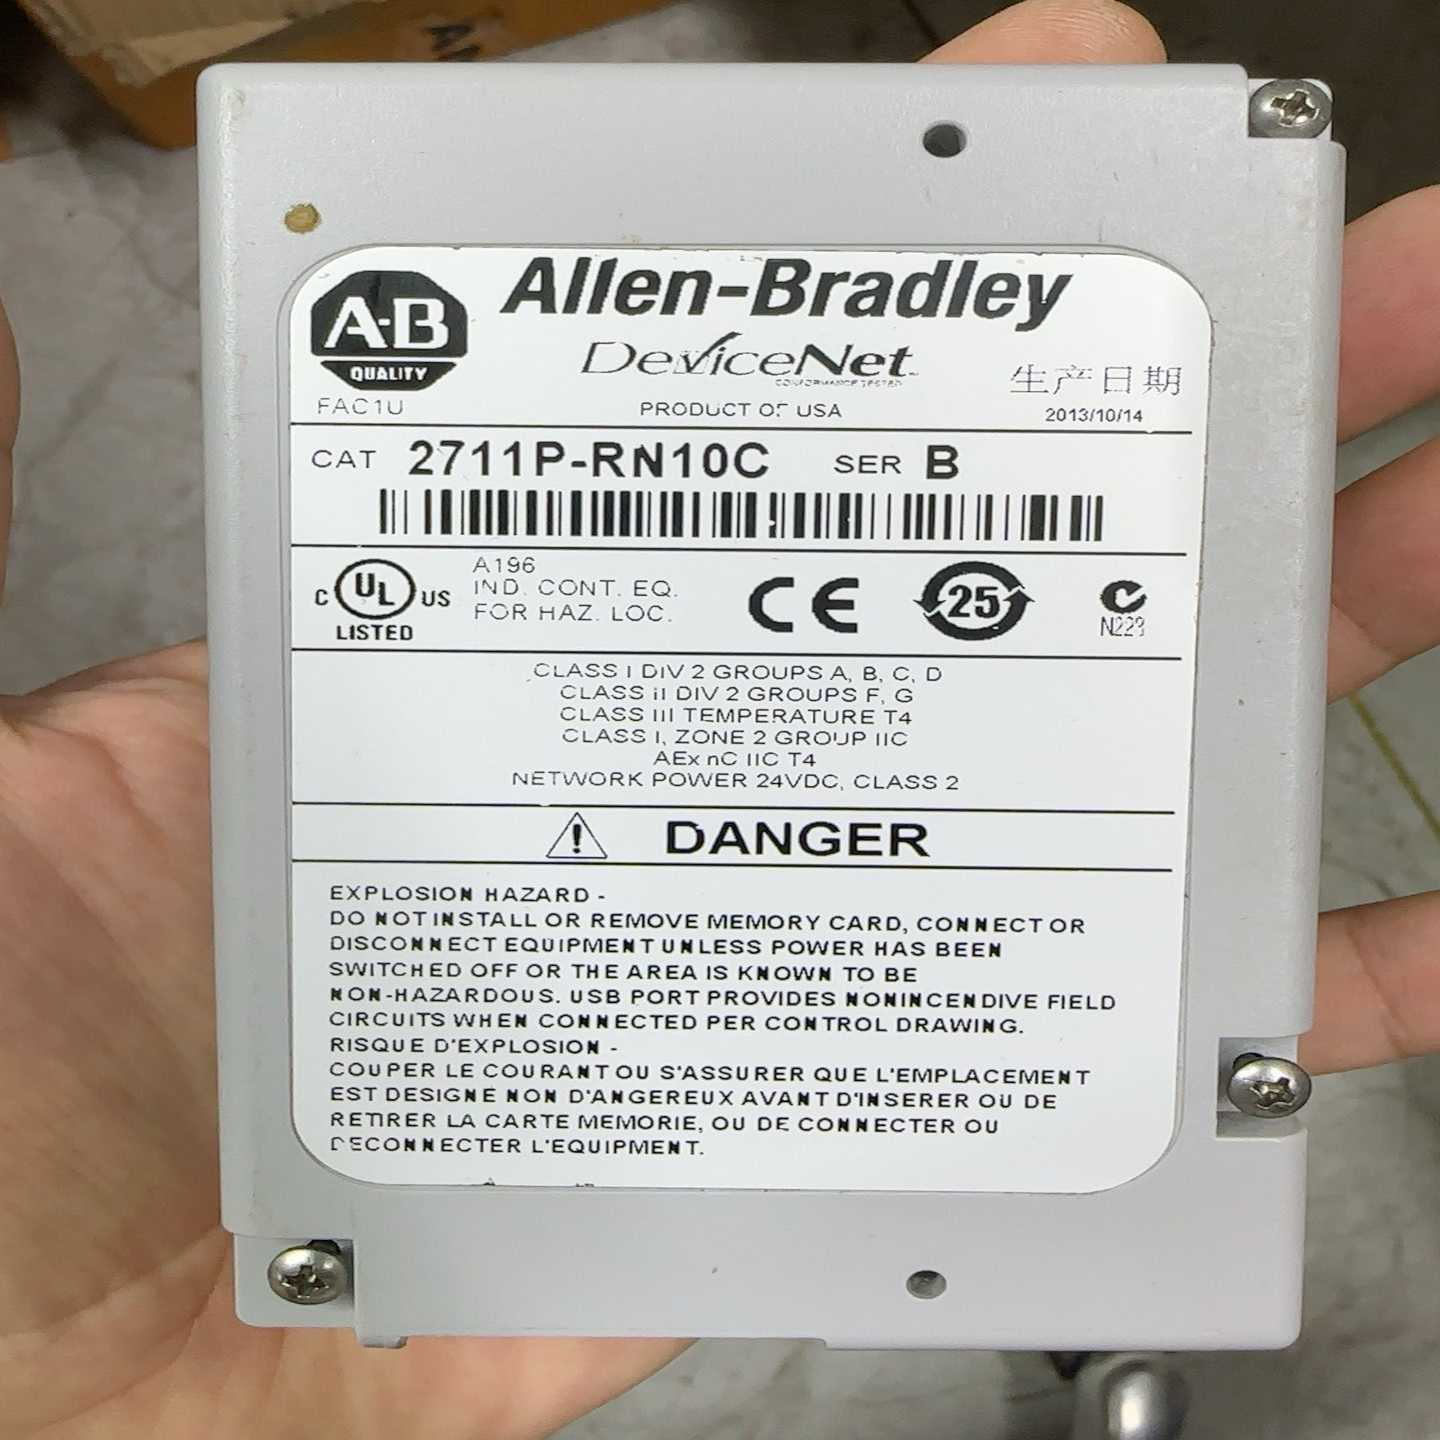 Allen-Bradley
A-B
QUALITY
DeviceNet
CONFORMANCE TESTED
生产日期
FAC1U
PRODUCT OF USA
2013/10/14
CAT 2711P-RN10C SER B
C UL US
LISTED
A196
IND. CONT. EQ.
FOR HAZ. LOC.
CE
25
N223
CLASS I DIV 2 GROUPS A, B, C, D
CLASS II DIV 2 GROUPS F, G
CLASS III TEMPERATURE T4
CLASS I, ZONE 2 GROUP IIC
AEx nC IIC T4
NETWORK POWER 24VDC, CLASS 2
DANGER
EXPLOSION HAZARD -
DO NOT INSTALL OR REMOVE MEMORY CARD, CONNECT OR
DISCONNECT EQUIPMENT UNLESS POWER HAS BEEN
SWITCHED OFF OR THE AREA IS KNOWN TO BE
NON-HAZARDOUS. USB PORT PROVIDES NONINCENDIVE FIELD
CIRCUITS WHEN CONNECTED PER CONTROL DRAWING.
RISQUE D'EXPLOSION -
COUPER LE COURANT OU S'ASSURER QUE L'EMPLACEMENT
EST DESIGNE NON D'ANGEREUX AVANT D'INSERER OU DE
RETIRER LA CARTE MEMORIE, OU DE CONNECTER OU
DECONNECTER L'EQUIPMENT.